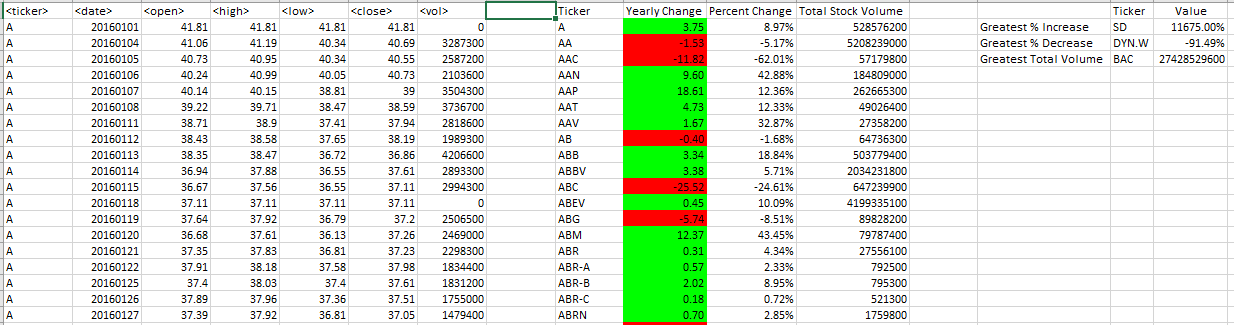 <ticker> <date> <open> <high> <low> <close> <vol> Ticker Yearly Change Percent Change Total Stock Volume Ticker Value
A 20160101 41.81 41.81 41.81 41.81 0 A 3.75 8.97% 528576200 Greatest % Increase SD 11675.00%
A 20160104 41.06 41.19 40.34 40.69 3287300 AA -1.53 -5.17% 5208239000 Greatest % Decrease DYN.W -91.49%
A 20160105 40.73 40.95 40.34 40.55 2587200 AAC -11.82 -62.01% 57179800 Greatest Total Volume BAC 27428529600
A 20160106 40.24 40.99 40.05 40.73 2103600 AAN 9.60 42.88% 184809000
A 20160107 40.14 40.15 38.81 39 3504300 AAP 18.61 12.36% 262665300
A 20160108 39.22 39.71 38.47 38.59 3736700 AAT 4.73 12.33% 49026400
A 20160111 38.71 38.9 37.41 37.94 2818600 AAV 1.67 32.87% 27358200
A 20160112 38.43 38.58 37.65 38.19 1989300 AB -0.40 -1.68% 64736300
A 20160113 38.35 38.47 36.72 36.86 4206600 ABB 3.34 18.84% 503779400
A 20160114 36.94 37.88 36.55 37.61 2893300 ABBV 3.38 5.71% 2034231800
A 20160115 36.67 37.56 36.55 37.11 2994300 ABC -25.52 -24.61% 647239900
A 20160118 37.11 37.11 37.11 37.11 0 ABEV 0.45 10.09% 4199335100
A 20160119 37.64 37.92 36.79 37.2 2506500 ABG -5.74 -8.51% 89828200
A 20160120 36.68 37.61 36.13 37.26 2469000 ABM 12.37 43.45% 79787400
A 20160121 37.35 37.83 36.81 37.23 2298300 ABR 0.31 4.34% 27556100
A 20160122 37.91 38.18 37.58 37.98 1834400 ABR-A 0.57 2.33% 792500
A 20160125 37.4 38.03 37.4 37.61 1831200 ABR-B 2.02 8.95% 795300
A 20160126 37.89 37.96 37.36 37.51 1755000 ABR-C 0.18 0.72% 521300
A 20160127 37.39 37.92 36.81 37.05 1479400 ABRN 0.70 2.85% 1759800